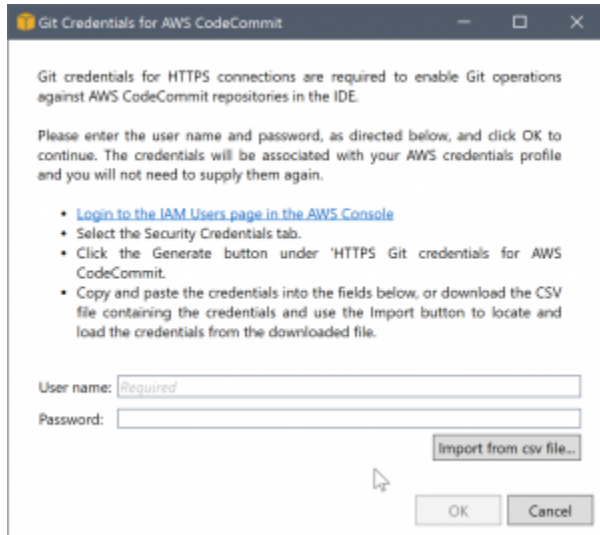 Git Credentials for AWS CodeCommit
Git credentials for HTTPS connections are required to enable Git operations
against AWS CodeCommit repositories in the IDE.
Please enter the user name and password, as directed below, and click OK to
continue. The credentials will be associated with your AWS credentials profile
and you will not need to supply them again.
• Login to the IAM Users page in the AWS Console
• Select the Security Credentials tab.
• Click the Generate button under 'HTTPS Git credentials for AWS
CodeCommit.
• Copy and paste the credentials into the fields below, or download the CSV
file containing the credentials and use the Import button to locate and
load the credentials from the downloaded file.
User name: Required
Password:
Import from csv file...
OK Cancel